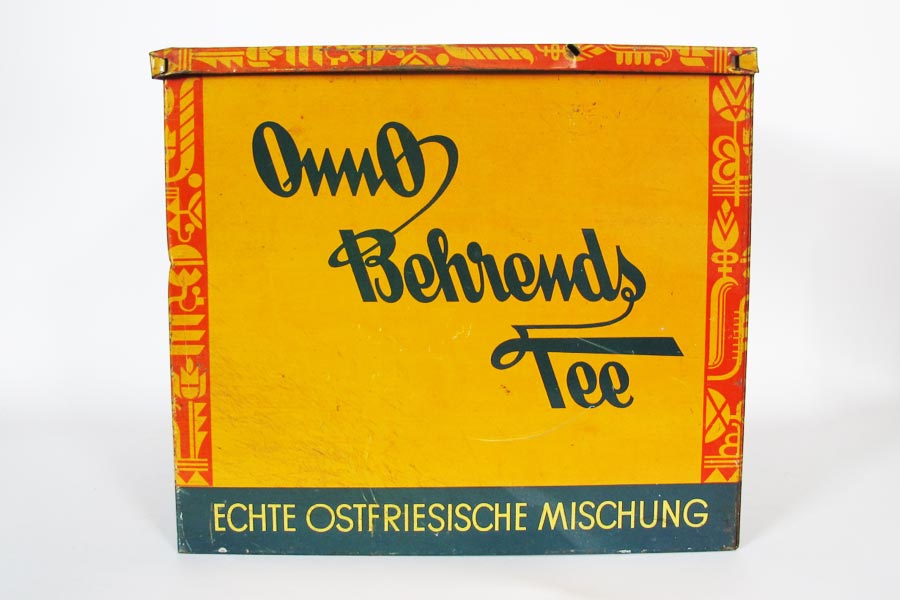 Onno
Behrends
Tee
ECHTE OSTFRIESISCHE MISCHUNG